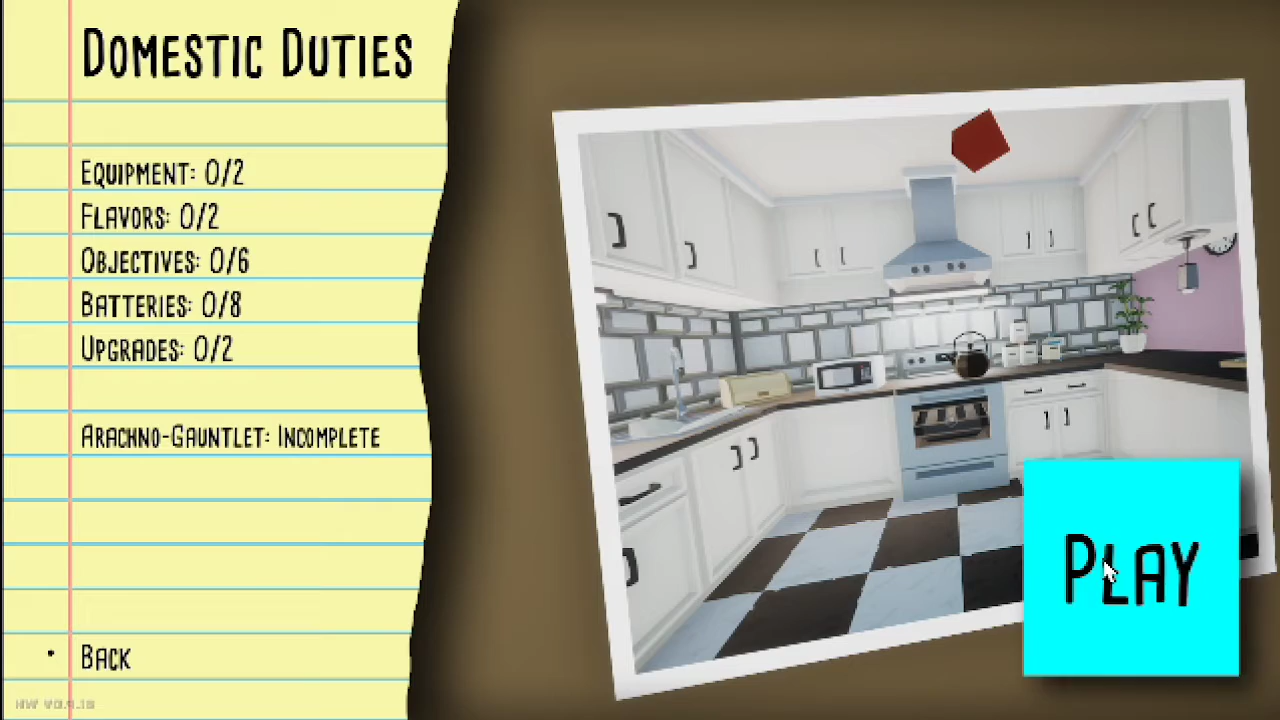 Domestic Duties
Equipment: 0/2
Flavors: 0/2
Objectives: 0/6
Batteries: 0/8
Upgrades: 0/2
Arachno-Gauntlet: Incomplete
Play
Back